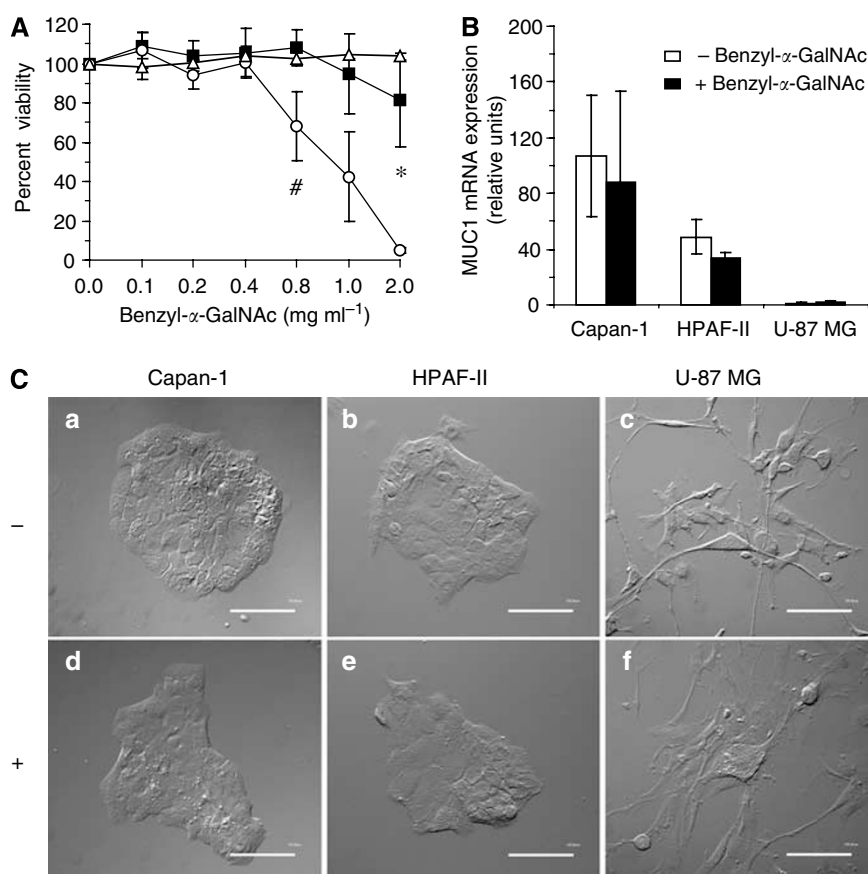 A
120
100
80
60
40
20
0
Percent viability
#
*
0.0 0.1 0.2 0.4 0.8 1.0 2.0
Benzyl-α-GalNAc (mg ml⁻¹)
B
200
160
120
80
40
0
MUC1 mRNA expression
(relative units)
– Benzyl-α-GalNAc
+ Benzyl-α-GalNAc
Capan-1 HPAF-II U-87 MG
C
Capan-1 HPAF-II U-87 MG
–
a b c
+
d e f